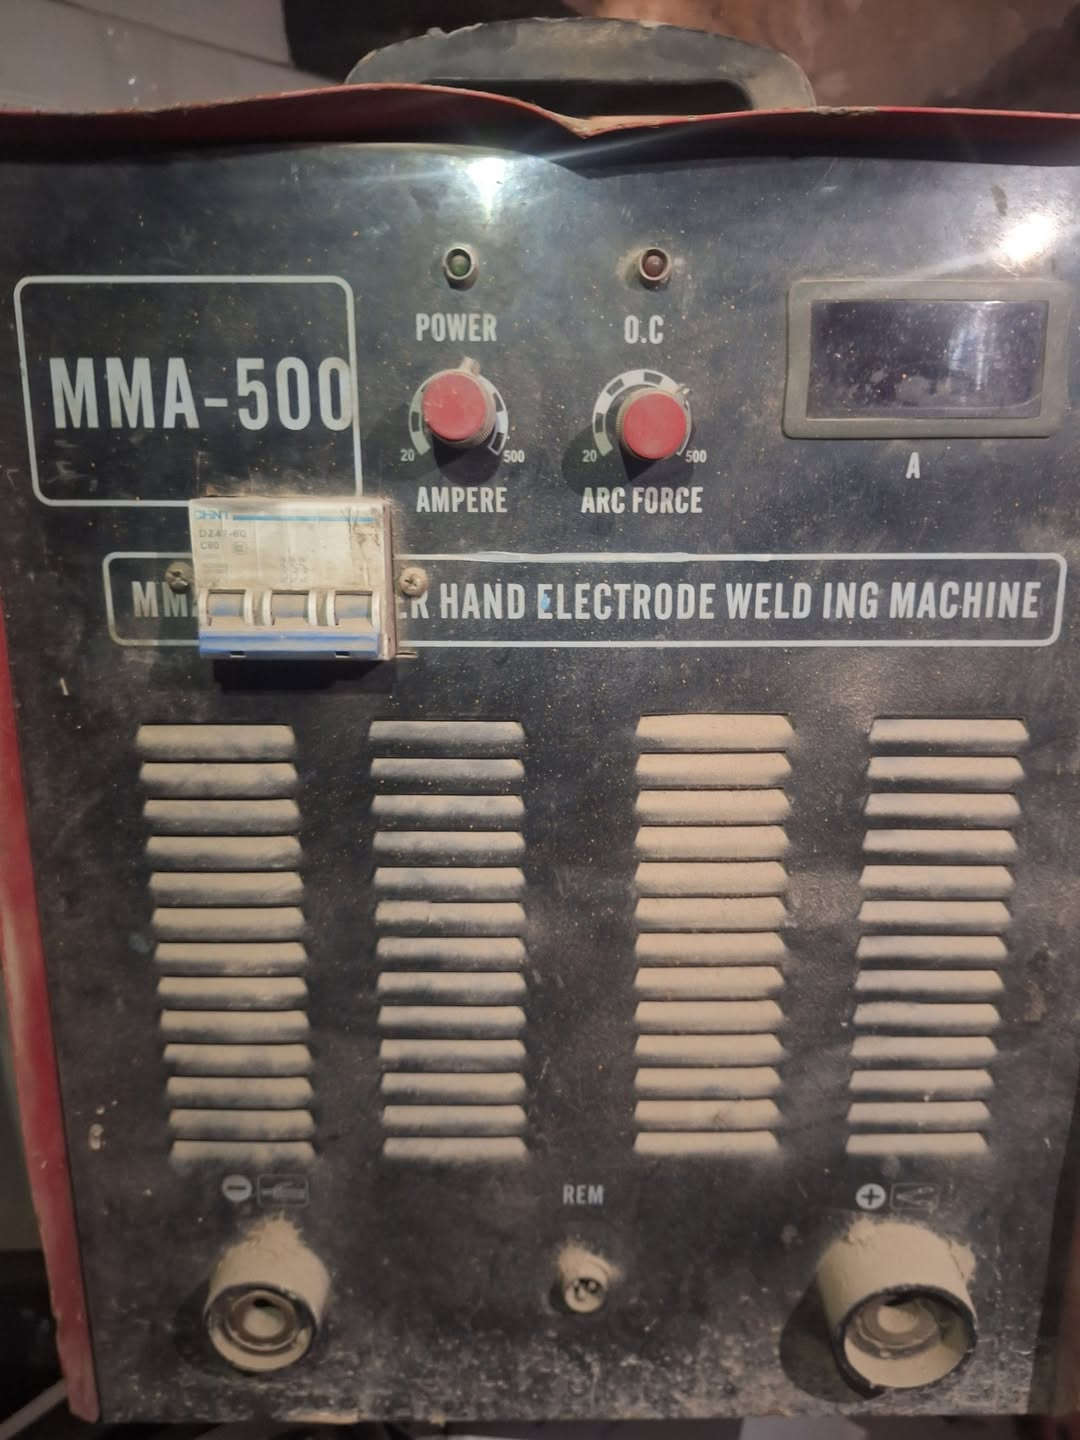 POWER
O.C
MMA-500
20
500
20
500
AMPERE
ARC FORCE
A
CHNT
DZ47-60
C60
HAND ELECTRODE WELD ING MACHINE
REM